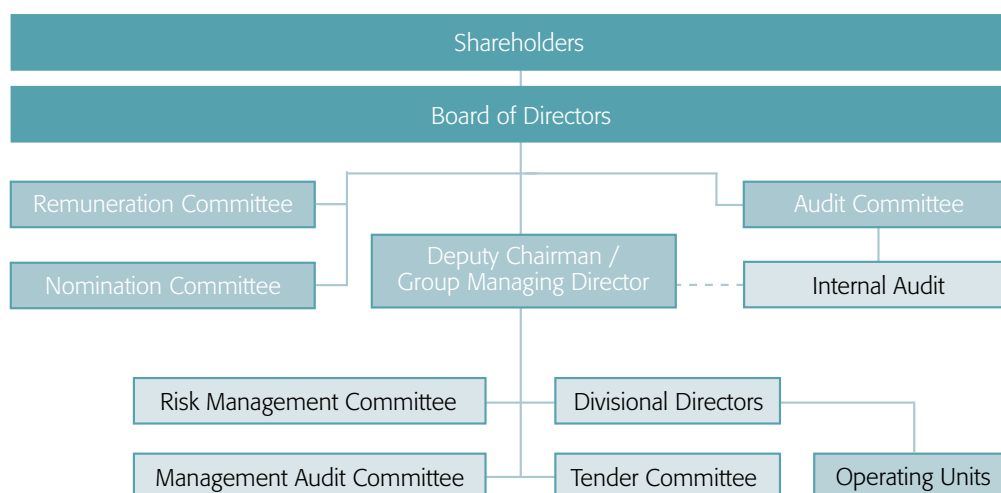 Shareholders
Board of Directors
Remuneration Committee
Audit Committee
Deputy Chairman /
Group Managing Director
Nomination Committee
Internal Audit
Risk Management Committee
Divisional Directors
Management Audit Committee
Tender Committee
Operating Units